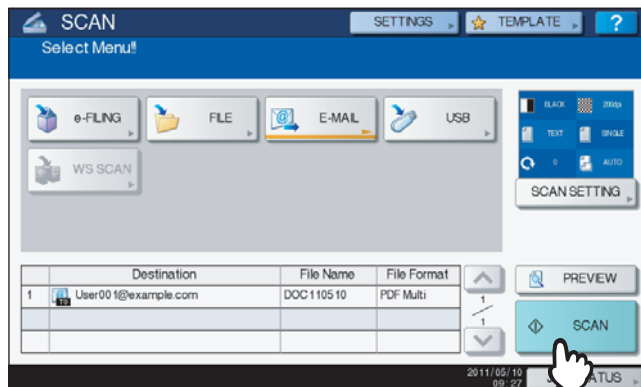 SCAN SETTINGS TEMPLATE ?
Select Menu!!
e-FILING FILE E-MAIL USB
BLACK 200dpi
TEXT SINGLE
0 AUTO
WS SCAN
SCAN SETTING
Destination File Name File Format
1 TO User001@example.com DOC110510 PDF Multi
PREVIEW
1
1
SCAN
2011/05/10
09:27
ATUS